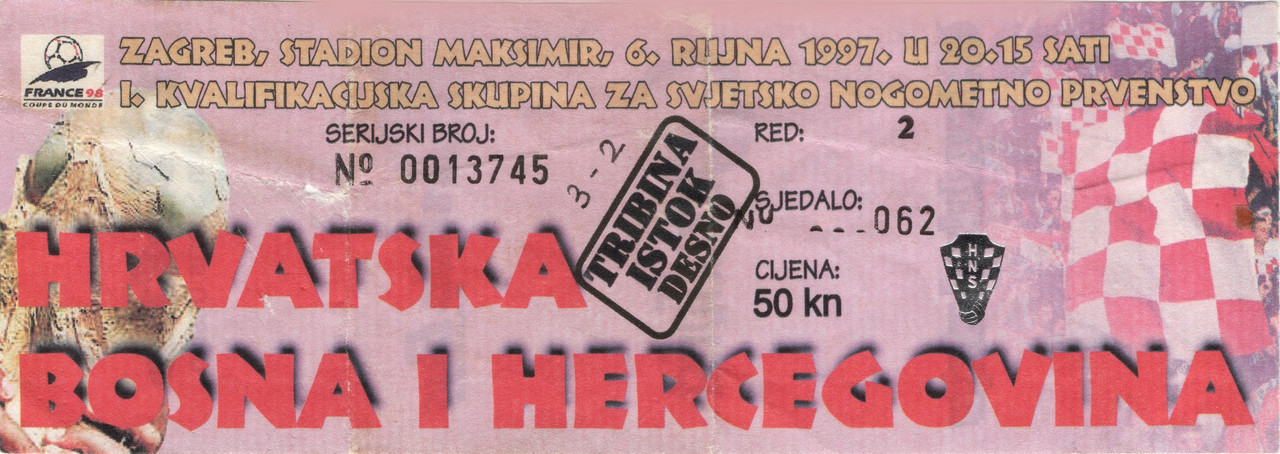 FRANCE 98
COUPE DU MONDE
ZAGREB, STADION MAKSIMIR, 6. RUJNA 1997. U 20.15 SATI
I. KVALIFIKACIJSKA SKUPINA ZA SVJETSKO NOGOMETNO PRVENSTVO
SERIJSKI BROJ:
Nº 0013745
3-2
TRIBINA
ISTOK
DESNO
RED: 2
SJEDALO:
Nº 062
CIJENA:
50 kn
HNS
HRVATSKA
BOSNA I HERCEGOVINA